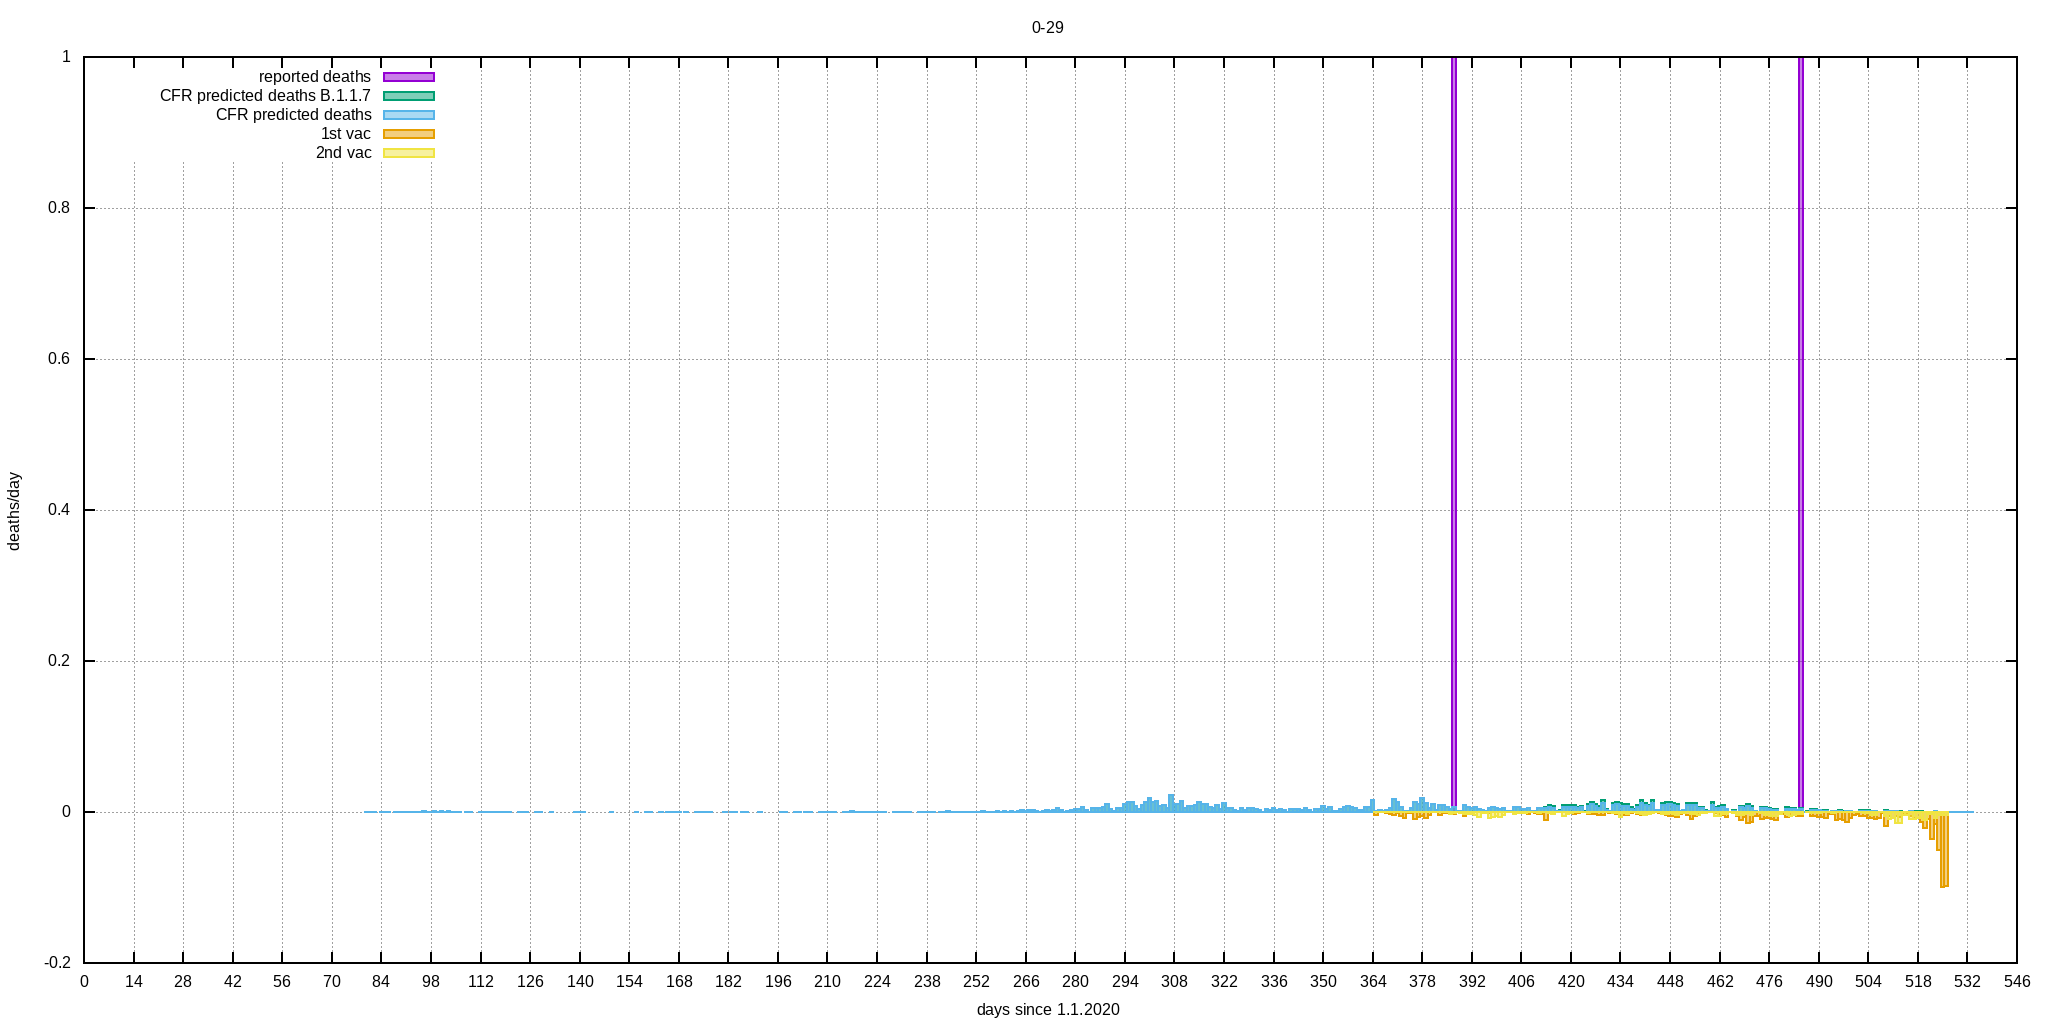 0-29
1
reported deaths
CFR predicted deaths B.1.1.7
CFR predicted deaths
1st vac
2nd vac
0.8
0.6
0.4
0.2
0
-0.2
deaths/day
0 14 28 42 56 70 84 98 112 126 140 154 168 182 196 210 224 238 252 266 280 294 308 322 336 350 364 378 392 406 420 434 448 462 476 490 504 518 532 546
days since 1.1.2020